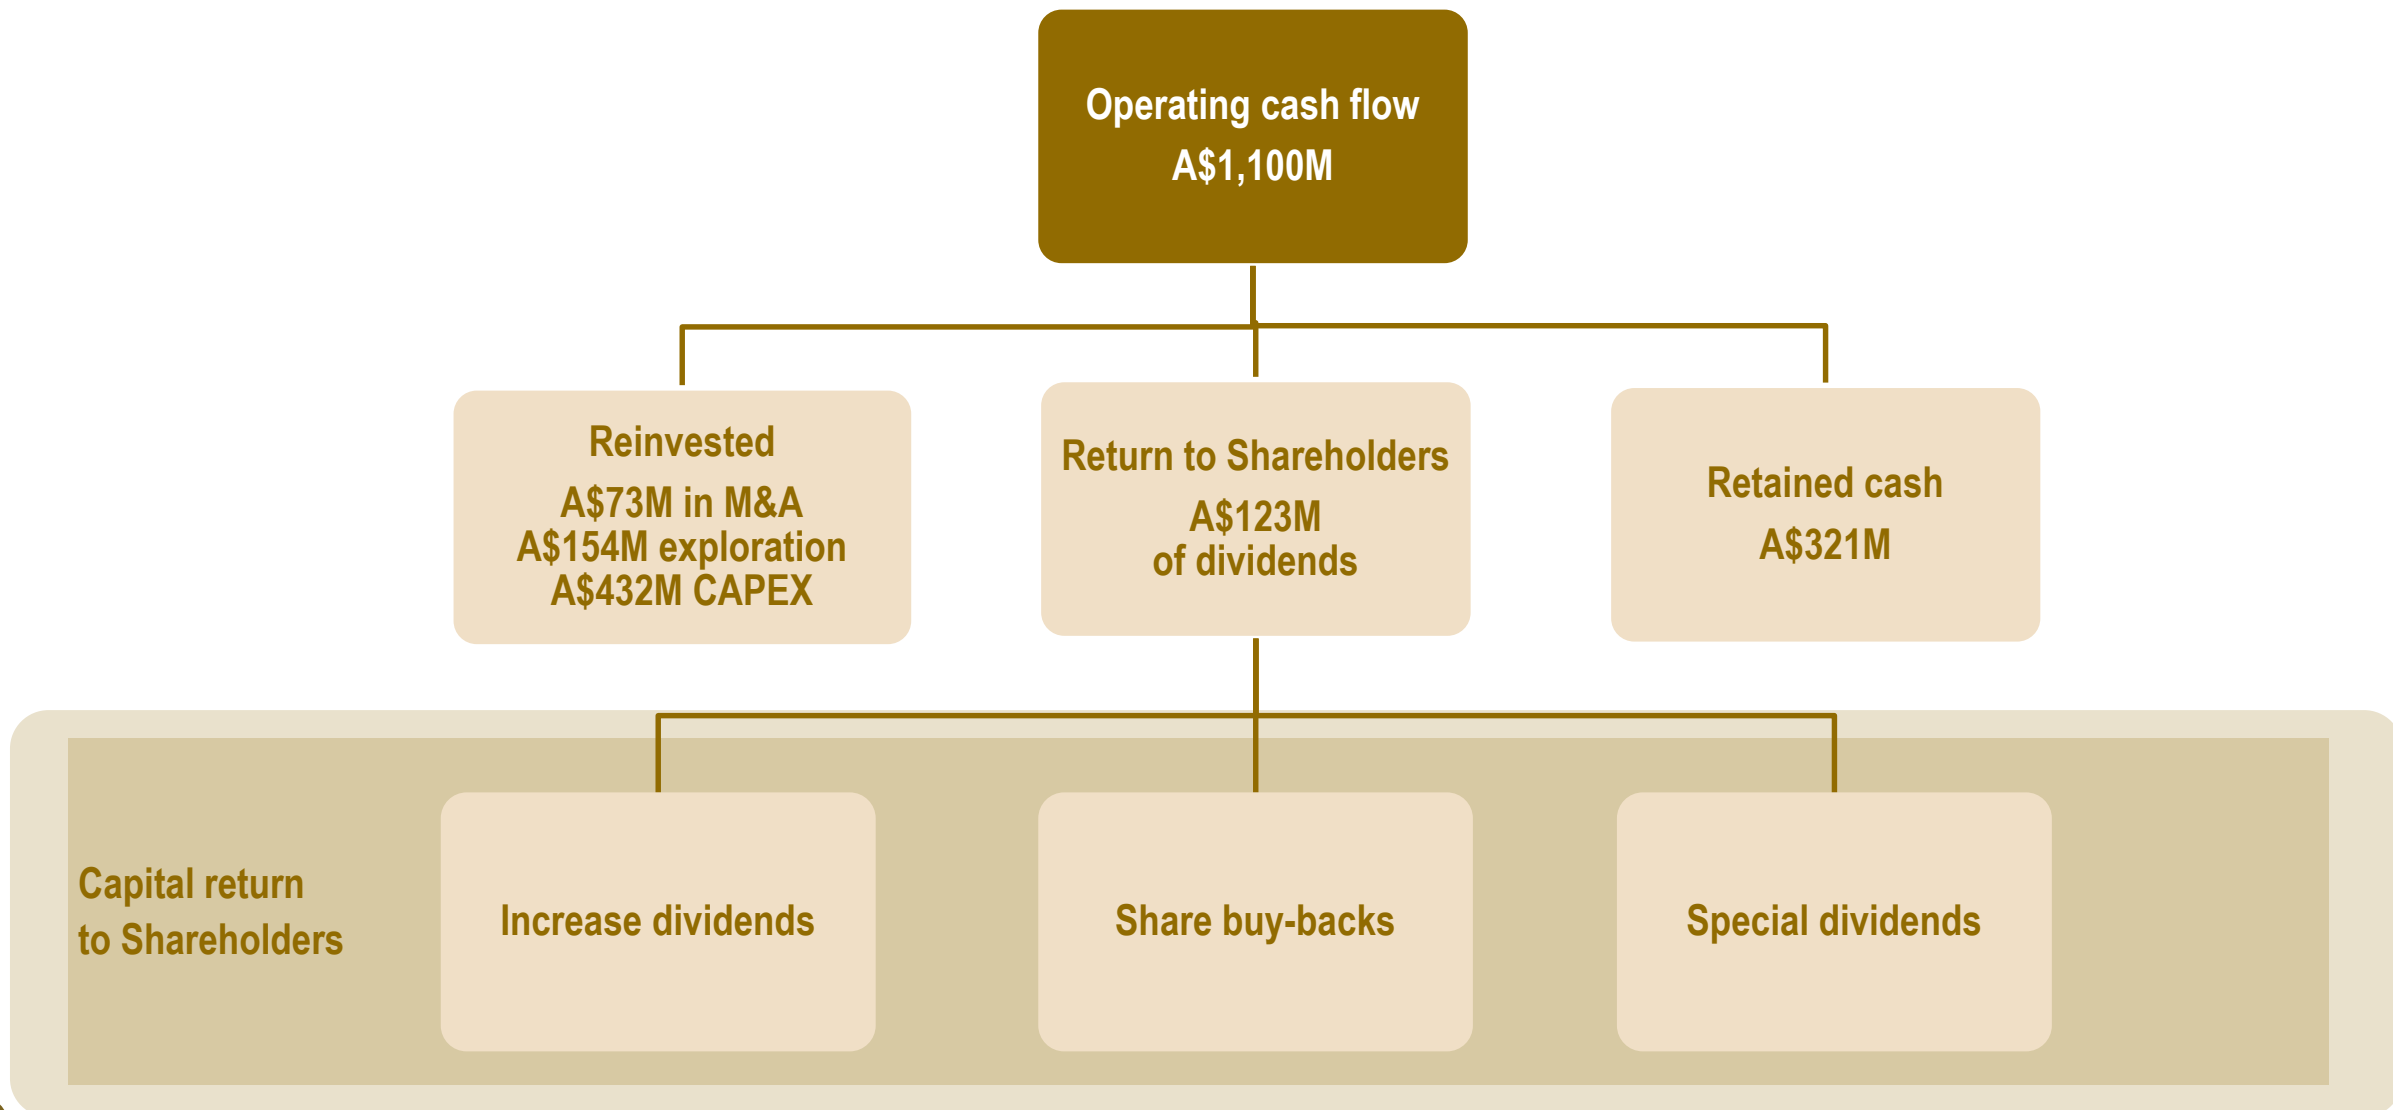 Operating cash flow
A$1,100M
Reinvested
A$73M in M&A
A$154M exploration
A$432M CAPEX
Return to Shareholders
A$123M
of dividends
Retained cash
A$321M
Capital return
to Shareholders
Increase dividends
Share buy-backs
Special dividends